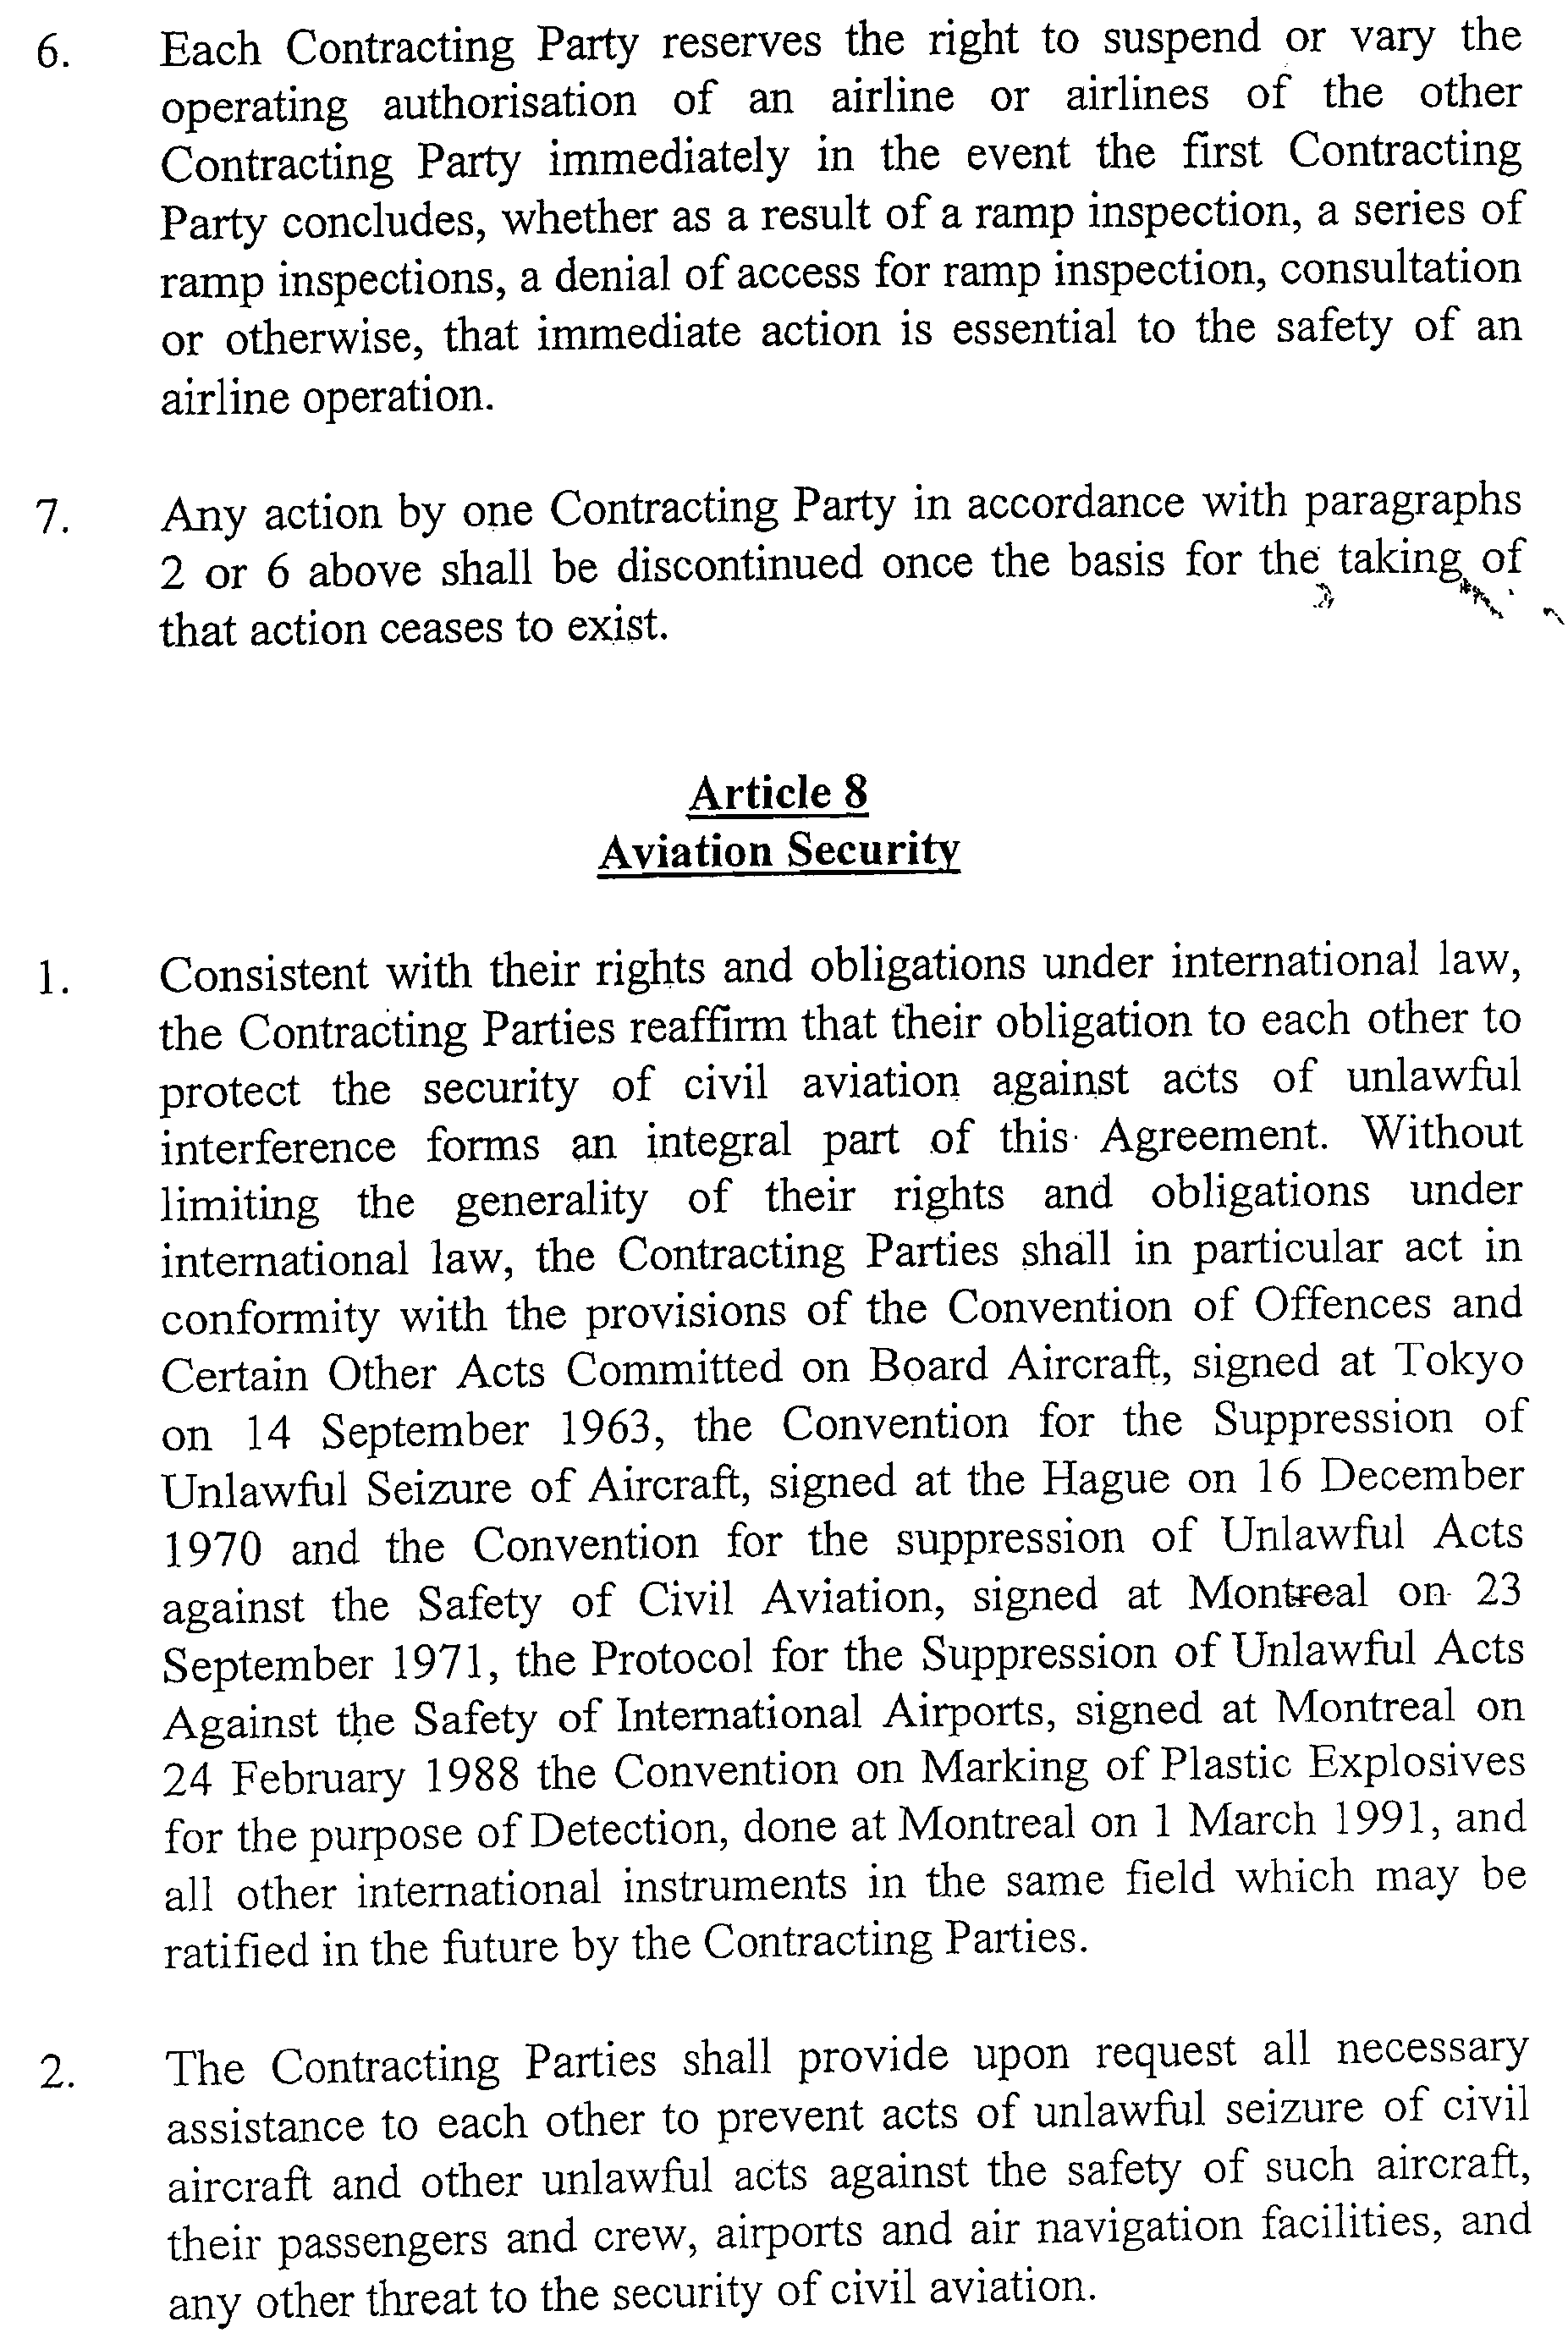 6. Each Contracting Party reserves the right to suspend or vary the
operating authorisation of an airline or airlines of the other
Contracting Party immediately in the event the first Contracting
Party concludes, whether as a result of a ramp inspection, a series of
ramp inspections, a denial of access for ramp inspection, consultation
or otherwise, that immediate action is essential to the safety of an
airline operation.
7. Any action by one Contracting Party in accordance with paragraphs
2 or 6 above shall be discontinued once the basis for the taking of
that action ceases to exist.
Article 8
Aviation Security
1. Consistent with their rights and obligations under international law,
the Contracting Parties reaffirm that their obligation to each other to
protect the security of civil aviation against acts of unlawful
interference forms an integral part of this Agreement. Without
limiting the generality of their rights and obligations under
international law, the Contracting Parties shall in particular act in
conformity with the provisions of the Convention of Offences and
Certain Other Acts Committed on Board Aircraft, signed at Tokyo
on 14 September 1963, the Convention for the Suppression of
Unlawful Seizure of Aircraft, signed at the Hague on 16 December
1970 and the Convention for the suppression of Unlawful Acts
against the Safety of Civil Aviation, signed at Montreal on 23
September 1971, the Protocol for the Suppression of Unlawful Acts
Against the Safety of International Airports, signed at Montreal on
24 February 1988 the Convention on Marking of Plastic Explosives
for the purpose of Detection, done at Montreal on 1 March 1991, and
all other international instruments in the same field which may be
ratified in the future by the Contracting Parties.
2. The Contracting Parties shall provide upon request all necessary
assistance to each other to prevent acts of unlawful seizure of civil
aircraft and other unlawful acts against the safety of such aircraft,
their passengers and crew, airports and air navigation facilities, and
any other threat to the security of civil aviation.